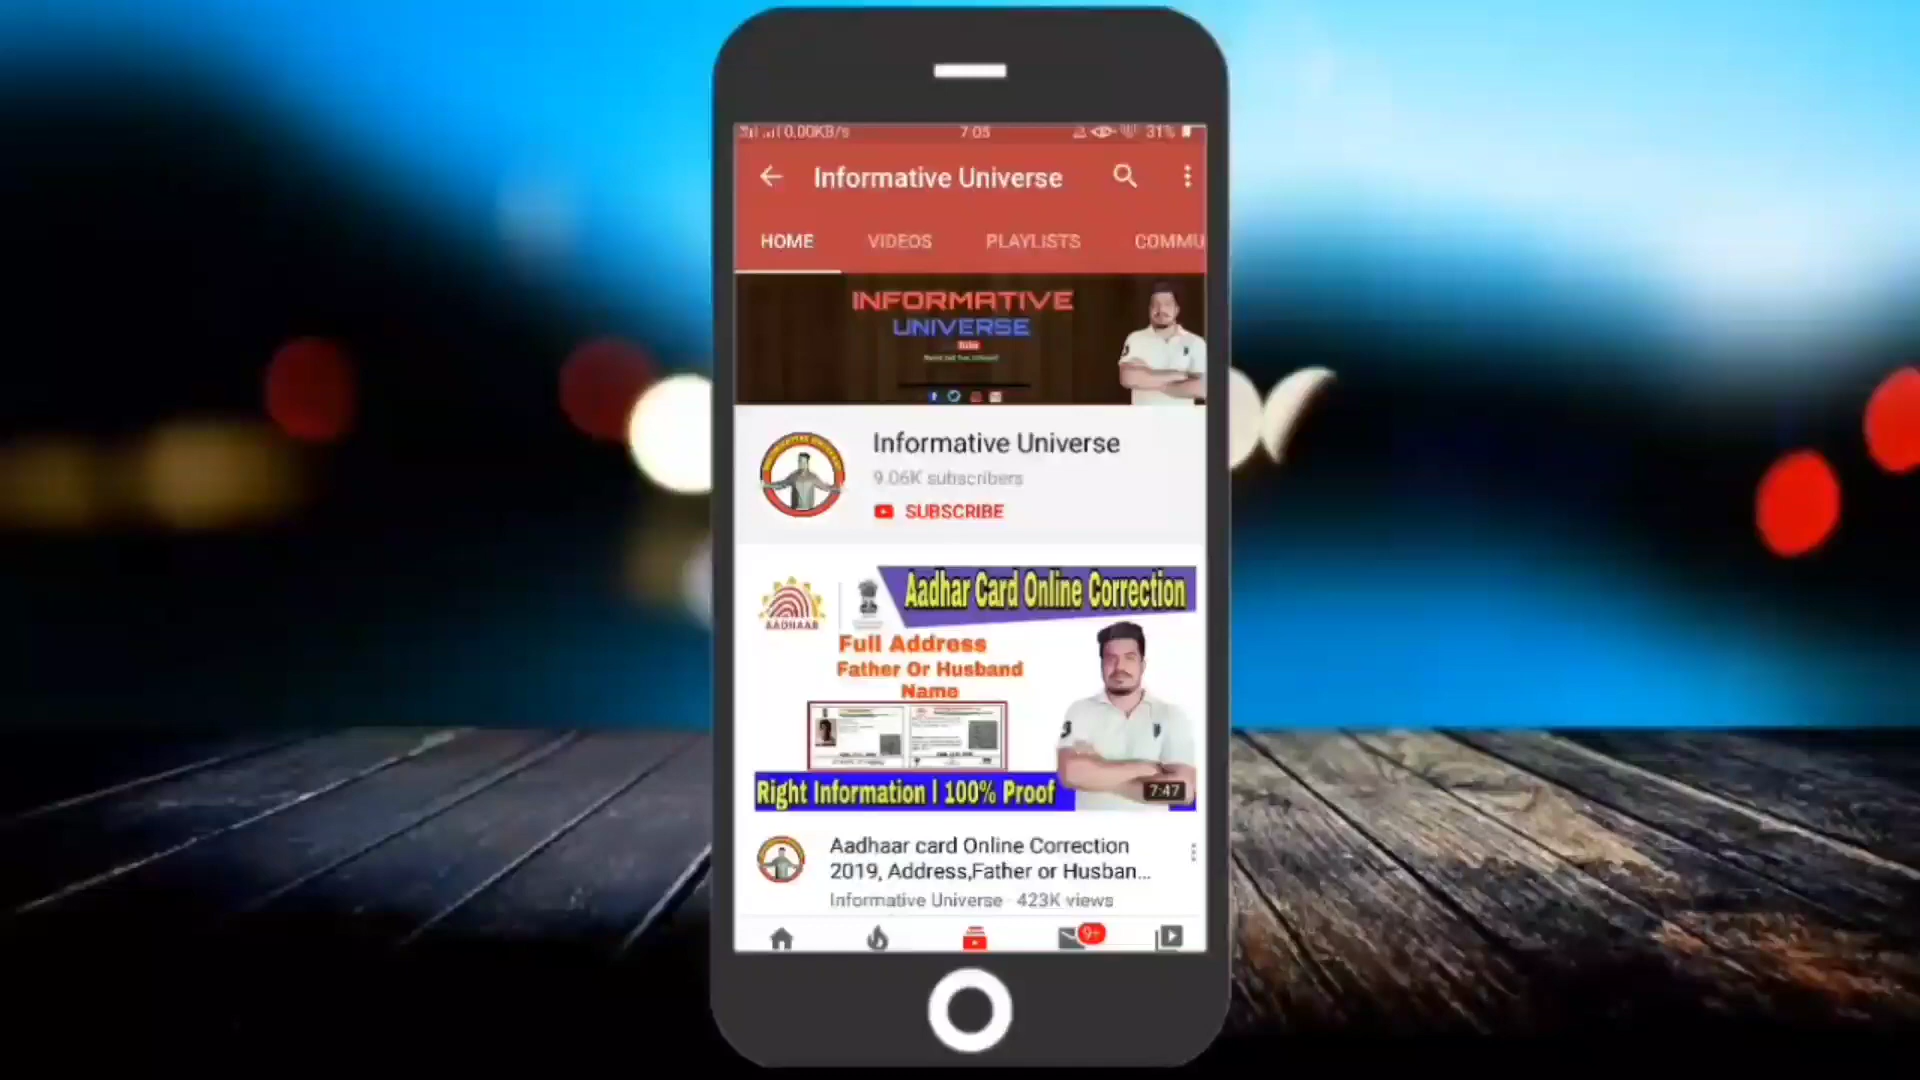 0.00KB/s 7:05 31%
Informative Universe
HOME VIDEOS PLAYLISTS COMMU
INFORMATIVE
UNIVERSE
Informative Universe
9.06K subscribers
SUBSCRIBE
Aadhar Card Online Correction
AADHAAR
Full Address
Father Or Husband
Name
Right Information | 100% Proof
7:47
Aadhaar card Online Correction
2019, Address,Father or Husban...
Informative Universe · 423K views
9+